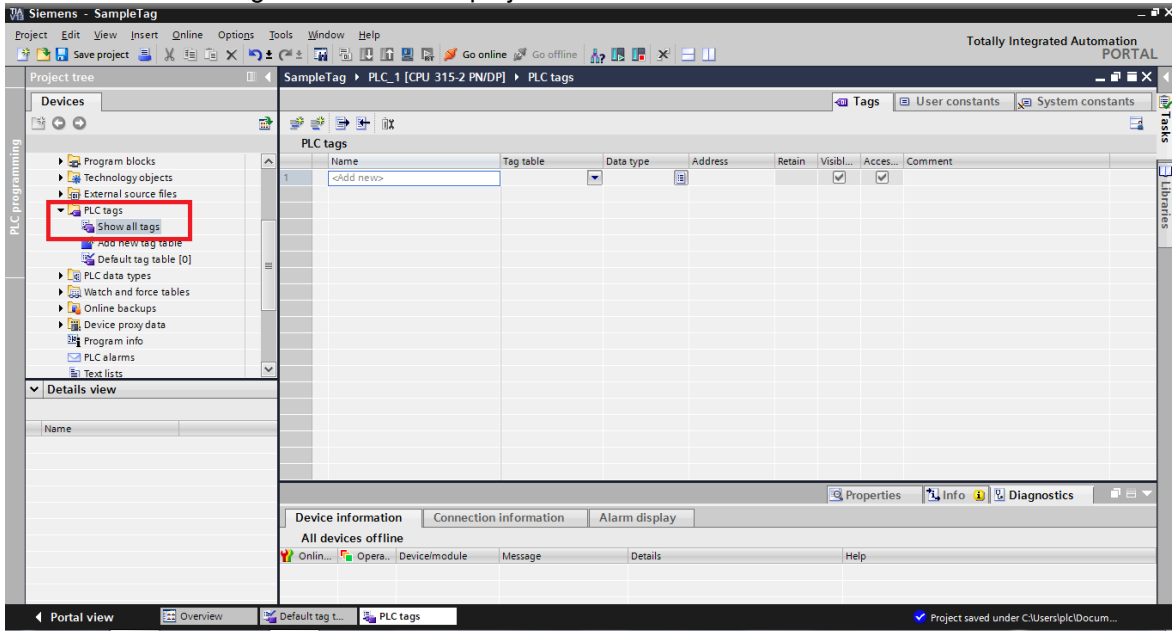 Siemens - SampleTag
Project Edit View Insert Online Options Tools Window Help
Totally Integrated Automation
PORTAL
Save project Go online Go offline
Project tree
SampleTag PLC_1 [CPU 315-2 PN/DP] PLC tags
Devices
Tags User constants System constants
PLC tags
Name Tag table Data type Address Retain Visibl... Acces... Comment
1 <Add new>
Program blocks
Technology objects
External source files
PLC tags
Show all tags
Add new tag table
Default tag table [0]
PLC data types
Watch and force tables
Online backups
Device proxy data
Program info
PLC alarms
Text lists
Details view
Name
Properties Info Diagnostics
Device information Connection information Alarm display
All devices offline
Onlin... Opera.. Device/module Message Details Help
Portal view Overview Default tag t... PLC tags Project saved under C:\Users\plc\Docum...
PLC programming
Tasks
Libraries